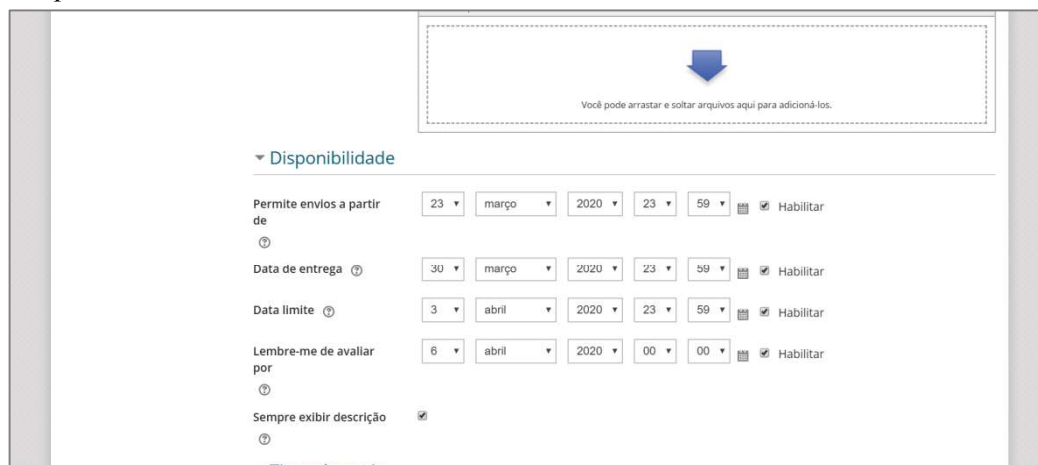 Você pode arrastar e soltar arquivos aqui para adicioná-los.
Disponibilidade
Permite envios a partir de 23 março 2020 23 59 Habilitar
Data de entrega 30 março 2020 23 59 Habilitar
Data limite 3 abril 2020 23 59 Habilitar
Lembre-me de avaliar por 6 abril 2020 00 00 Habilitar
Sempre exibir descrição